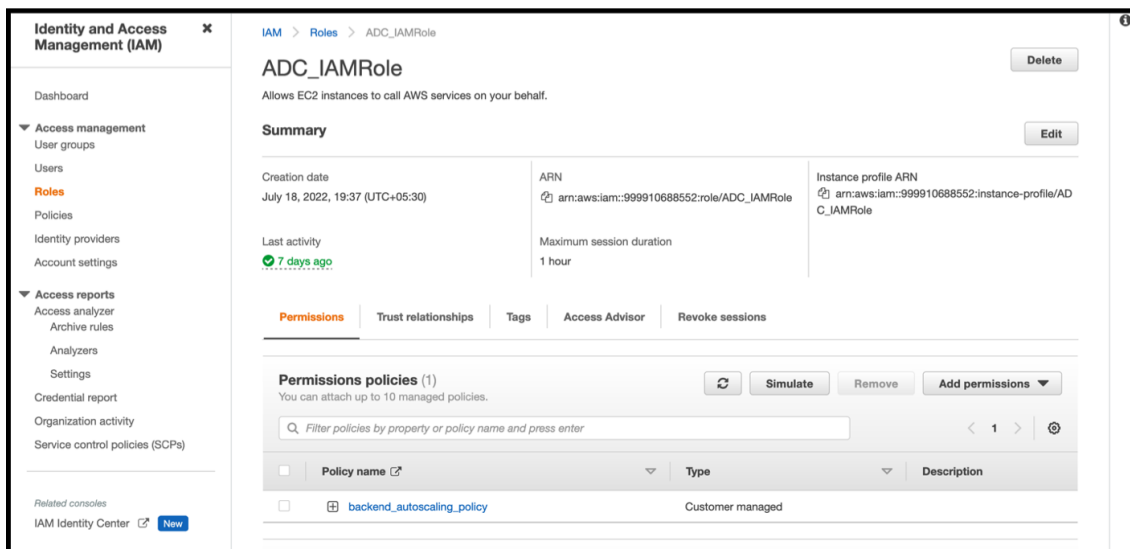 Identity and Access
Management (IAM)
Dashboard
Access management
User groups
Users
Roles
Policies
Identity providers
Account settings
Access reports
Access analyzer
Archive rules
Analyzers
Settings
Credential report
Organization activity
Service control policies (SCPs)
Related consoles
IAM Identity Center New
IAM > Roles > ADC_IAMRole
ADC_IAMRole
Delete
Allows EC2 instances to call AWS services on your behalf.
Summary
Edit
Creation date
July 18, 2022, 19:37 (UTC+05:30)
Last activity
7 days ago
ARN
arn:aws:iam::999910688552:role/ADC_IAMRole
Maximum session duration
1 hour
Instance profile ARN
arn:aws:iam::999910688552:instance-profile/AD
C_IAMRole
Permissions Trust relationships Tags Access Advisor Revoke sessions
Permissions policies (1)
You can attach up to 10 managed policies.
Simulate Remove Add permissions
Filter policies by property or policy name and press enter
< 1 >
Policy name Type Description
backend_autoscaling_policy Customer managed